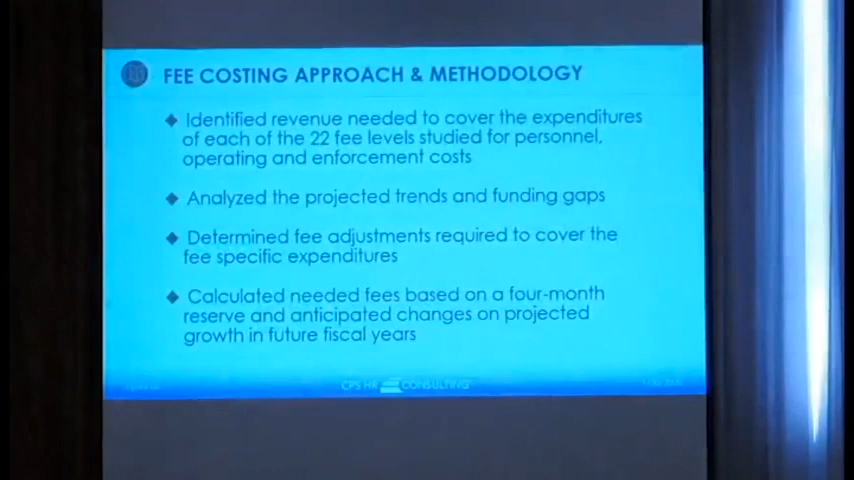 FEE COSTING APPROACH & METHODOLOGY
◆ Identified revenue needed to cover the expenditures
of each of the 22 fee levels studied for personnel,
operating and enforcement costs
◆ Analyzed the projected trends and funding gaps
◆ Determined fee adjustments required to cover the
fee specific expenditures
◆ Calculated needed fees based on a four-month
reserve and anticipated changes on projected
growth in future fiscal years
CPS HR CONSULTING